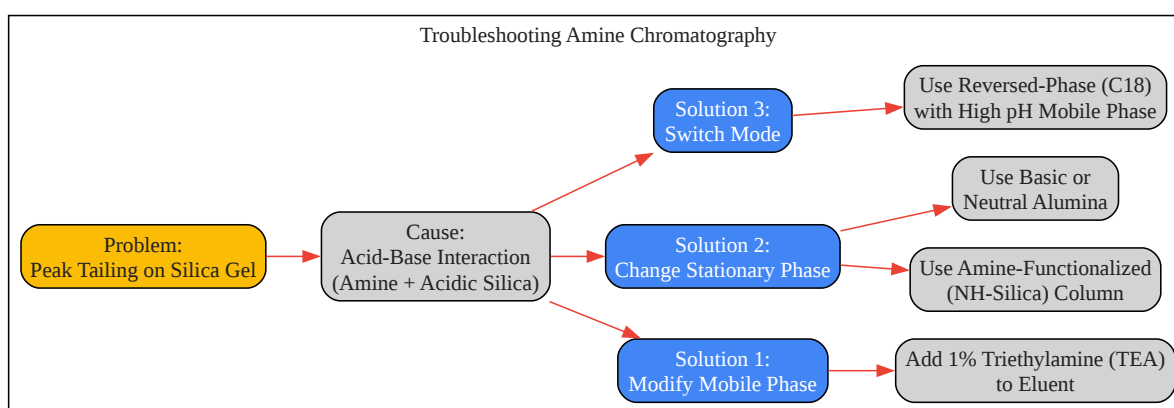 Troubleshooting Amine Chromatography
Problem:
Peak Tailing on Silica Gel
Cause:
Acid-Base Interaction
(Amine + Acidic Silica)
Solution 3:
Switch Mode
Use Reversed-Phase (C18)
with High pH Mobile Phase
Solution 2:
Change Stationary Phase
Use Basic or
Neutral Alumina
Use Amine-Functionalized
(NH-Silica) Column
Solution 1:
Modify Mobile Phase
Add 1% Triethylamine (TEA)
to Eluent